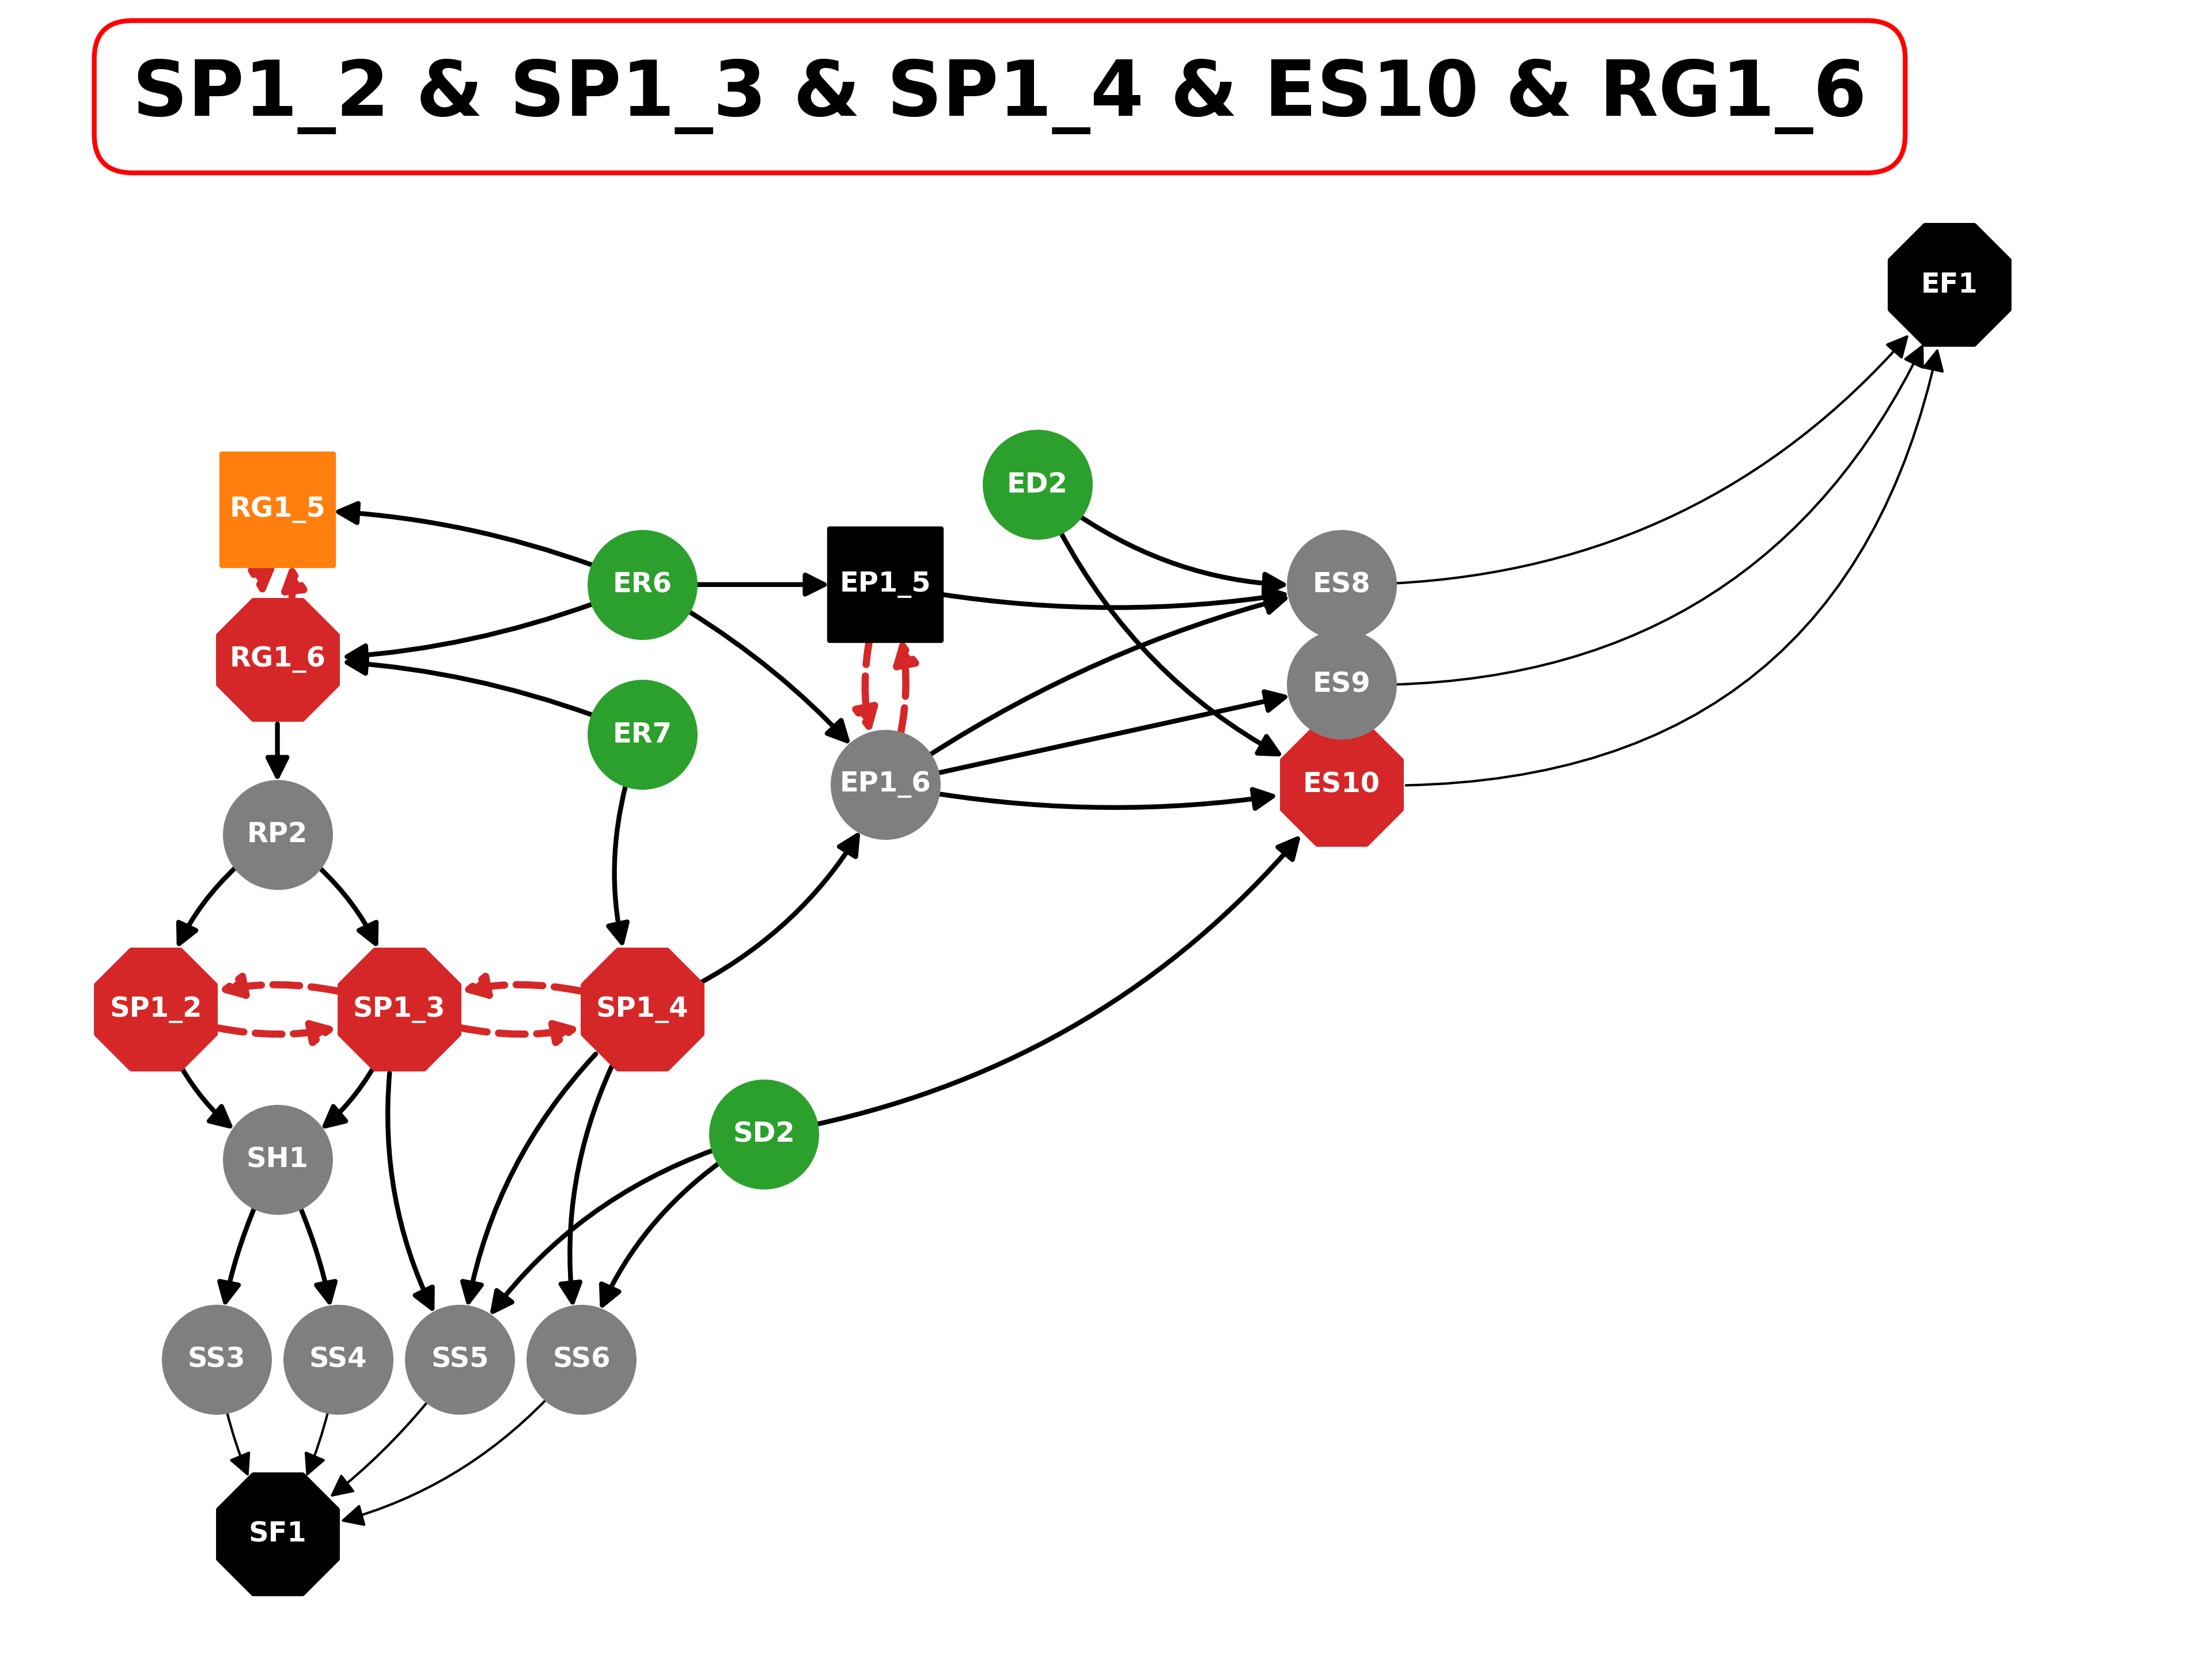 SP1_2 & SP1_3 & SP1_4 & ES10 & RG1_6
EF1
ED2
RG1_5
ER6
EP1_5
ES8
RG1_6
ER7
ES9
EP1_6
ES10
RP2
SP1_2
SP1_3
SP1_4
SD2
SH1
SS3
SS4
SS5
SS6
SF1